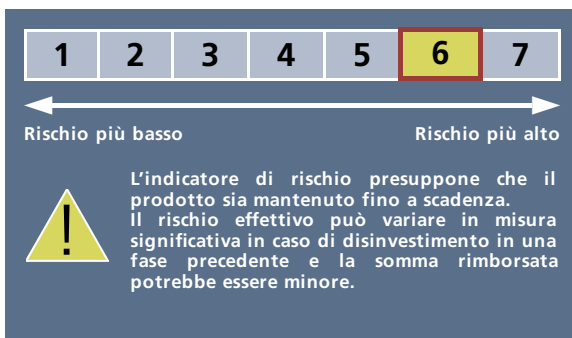 1 2 3 4 5 6 7
Rischio più basso Rischio più alto
L'indicatore di rischio presuppone che il
prodotto sia mantenuto fino a scadenza.
Il rischio effettivo può variare in misura
significativa in caso di disinvestimento in una
fase precedente e la somma rimborsata
potrebbe essere minore.
!